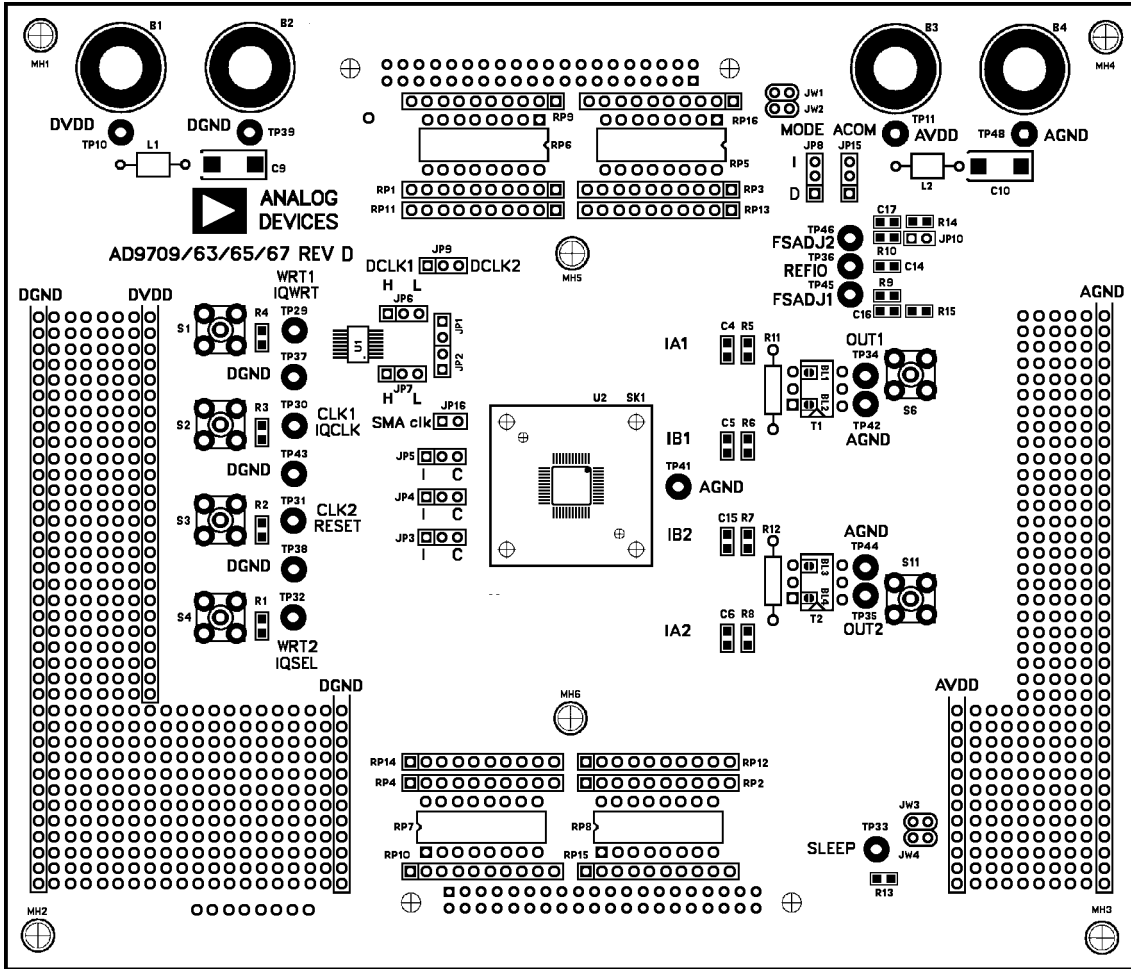 B1
B2
B3
B4
MH1
MH4
DVDD
TP10
DGND
TP39
L1
C9
ANALOG
DEVICES
AD9709/63/65/67 REV D
RP9
RP16
RP6
RP5
RP1
RP3
RP11
RP13
JW1
JW2
MODE
ACOM
JP8
JP15
I
D
TP11
AVDD
TP48
AGND
L2
C10
MH5
C17
R14
TP46
FSADJ2
JP10
TP36
R10
REFIO
C14
TP45
R9
FSADJ1
C16
R15
JP9
DCLK1
DCLK2
H L
JP6
U1
JP1
JP2
JP7
H L
WRT1
IQWRT
DGND
DVDD
S1
R4
TP29
TP37
DGND
TP30
S2
R3
CLK1
IQCLK
TP43
DGND
TP31
S3
R2
CLK2
RESET
TP38
DGND
TP32
S4
R1
WRT2
IQSEL
JP16
SMA clk
JP5
I C
JP4
I C
JP3
I C
U2
SK1
AGND
IA1
C4
R5
R11
OUT1
TP34
BL1
BL2
T1
S6
TP42
AGND
IB1
C5
R6
TP41
AGND
IB2
C15
R7
R12
AGND
TP44
S11
BL3
BL4
T2
TP35
OUT2
IA2
C6
R8
DGND
AVDD
MH6
RP14
RP12
RP4
RP2
RP7
RP8
RP10
RP15
JW3
TP33
SLEEP
JW4
R13
MH2
MH3